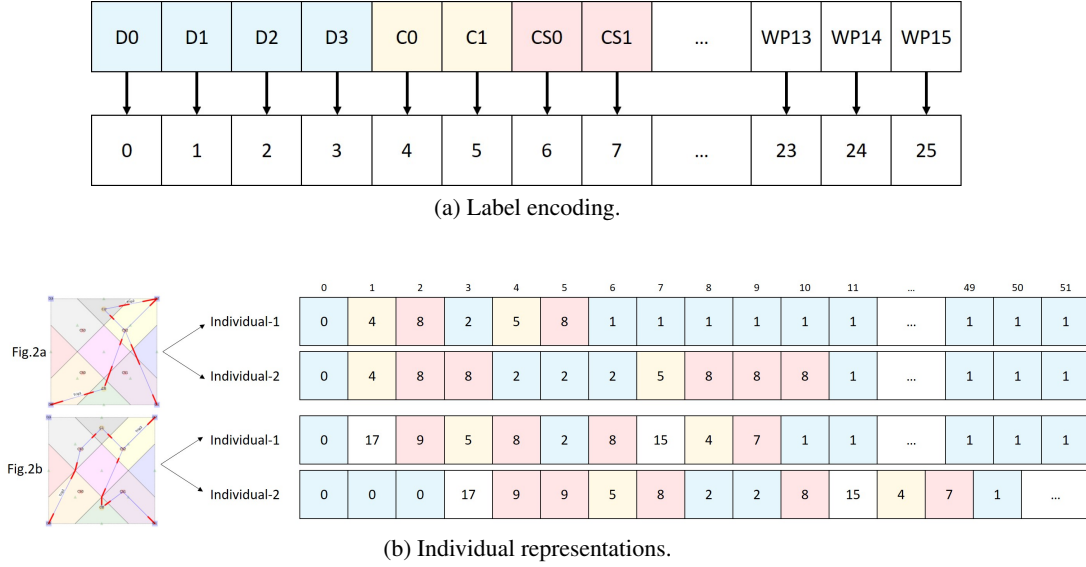 D0 D1 D2 D3 C0 C1 CS0 CS1 ... WP13 WP14 WP15
0 1 2 3 4 5 6 7 ... 23 24 25
(a) Label encoding.
0 1 2 3 4 5 6 7 8 9 10 11 ... 49 50 51
Individual-1 0 4 8 2 5 8 1 1 1 1 1 1 ... 1 1 1
Fig.2a
Individual-2 0 4 8 8 2 2 2 5 8 8 8 1 ... 1 1 1
Individual-1 0 17 9 5 8 2 8 15 4 7 1 1 ... 1 1 1
Fig.2b
Individual-2 0 0 0 17 9 9 5 8 2 2 8 15 4 7 1 ...
(b) Individual representations.